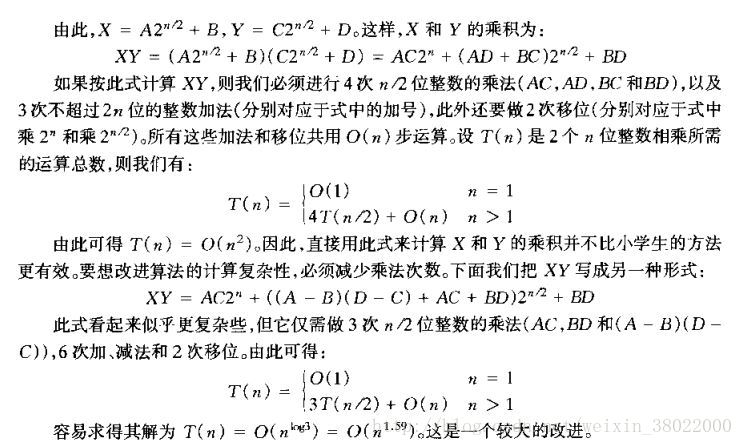 由此,X = A2^{n/2} + B,Y = C2^{n/2} + D。这样,X 和 Y 的乘积为:
XY = (A2^{n/2} + B)(C2^{n/2} + D) = AC2^n + (AD + BC)2^{n/2} + BD
如果按此式计算 XY,则我们必须进行 4 次 n/2 位整数的乘法(AC,AD,BC 和BD),以及
3 次不超过 2n 位的整数加法(分别对应于式中的加号),此外还要做 2 次移位(分别对应于式中
乘 2^n 和乘 2^{n/2})。所有这些加法和移位共用 O(n) 步运算。设 T(n) 是 2 个 n 位整数相乘所需
的运算总数,则我们有:
T(n) = { O(1) n = 1
4T(n/2) + O(n) n > 1
由此可得 T(n) = O(n^2)。因此,直接用此式来计算 X 和 Y 的乘积并不比小学生的方法
更有效。要想改进算法的计算复杂性,必须减少乘法次数。下面我们把 XY 写成另一种形式:
XY = AC2^n + ((A - B)(D - C) + AC + BD)2^{n/2} + BD
此式看起来似乎更复杂些,但它仅需做 3 次 n/2 位整数的乘法(AC,BD 和(A - B)(D -
C)),6 次加、减法和 2 次移位。由此可得:
T(n) = { O(1) n = 1
3T(n/2) + O(n) n > 1
容易求得其解为 T(n) = O(n^{log3}) = O(n^{1.59})。这是一个较大的改进。
weixin_38022000